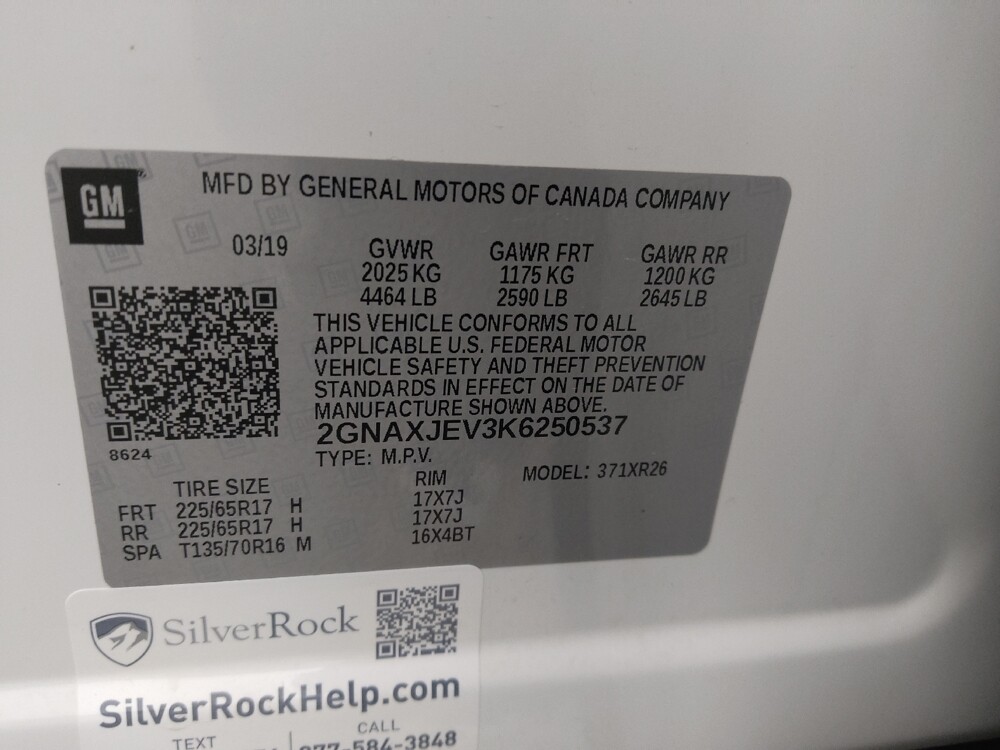 GM
MFD BY GENERAL MOTORS OF CANADA COMPANY
03/19 GVWR GAWR FRT GAWR RR
2025 KG 1175 KG 1200 KG
4464 LB 2590 LB 2645 LB
THIS VEHICLE CONFORMS TO ALL
APPLICABLE U.S. FEDERAL MOTOR
VEHICLE SAFETY AND THEFT PREVENTION
STANDARDS IN EFFECT ON THE DATE OF
MANUFACTURE SHOWN ABOVE.
2GNAXJEV3K6250537
8624
TYPE: M.P.V. MODEL: 371XR26
TIRE SIZE RIM
FRT 225/65R17 H 17X7J
RR 225/65R17 H 17X7J
SPA T135/70R16 M 16X4BT
SilverRock
SilverRockHelp.com
TEXT CALL
877-584-3848